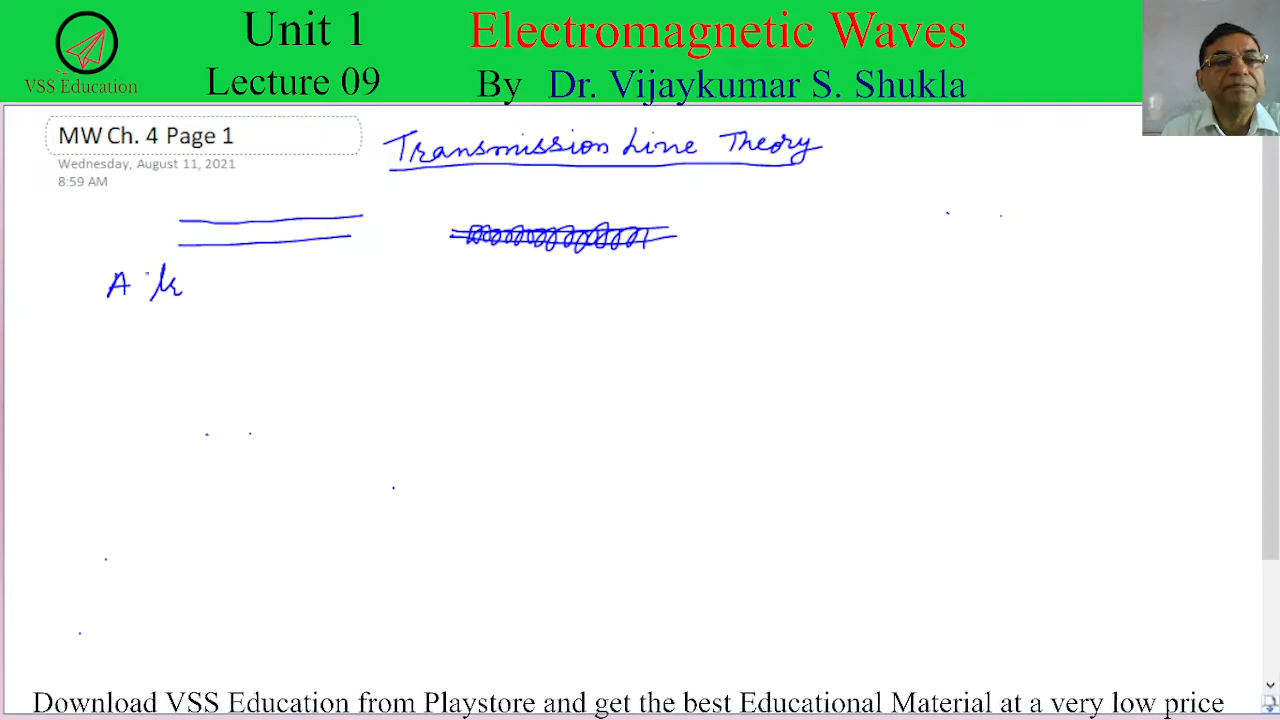 Unit 1
Electromagnetic Waves
VSS Education
Lecture 09
By Dr. Vijaykumar S. Shukla
MW Ch. 4 Page 1
Transmission Line Theory
Wednesday, August 11, 2021
8:59 AM
A
Download VSS Education from Playstore and get the best Educational Material at a very low price